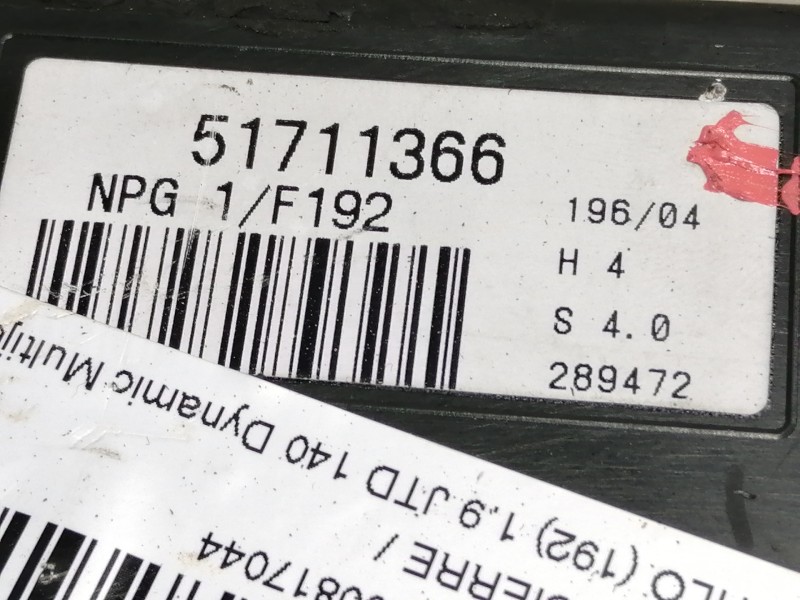 51711366
NPG 1/F192
196/04
H 4
S 4.0
289472
(192) 1.9 JTD 140 Dynamic